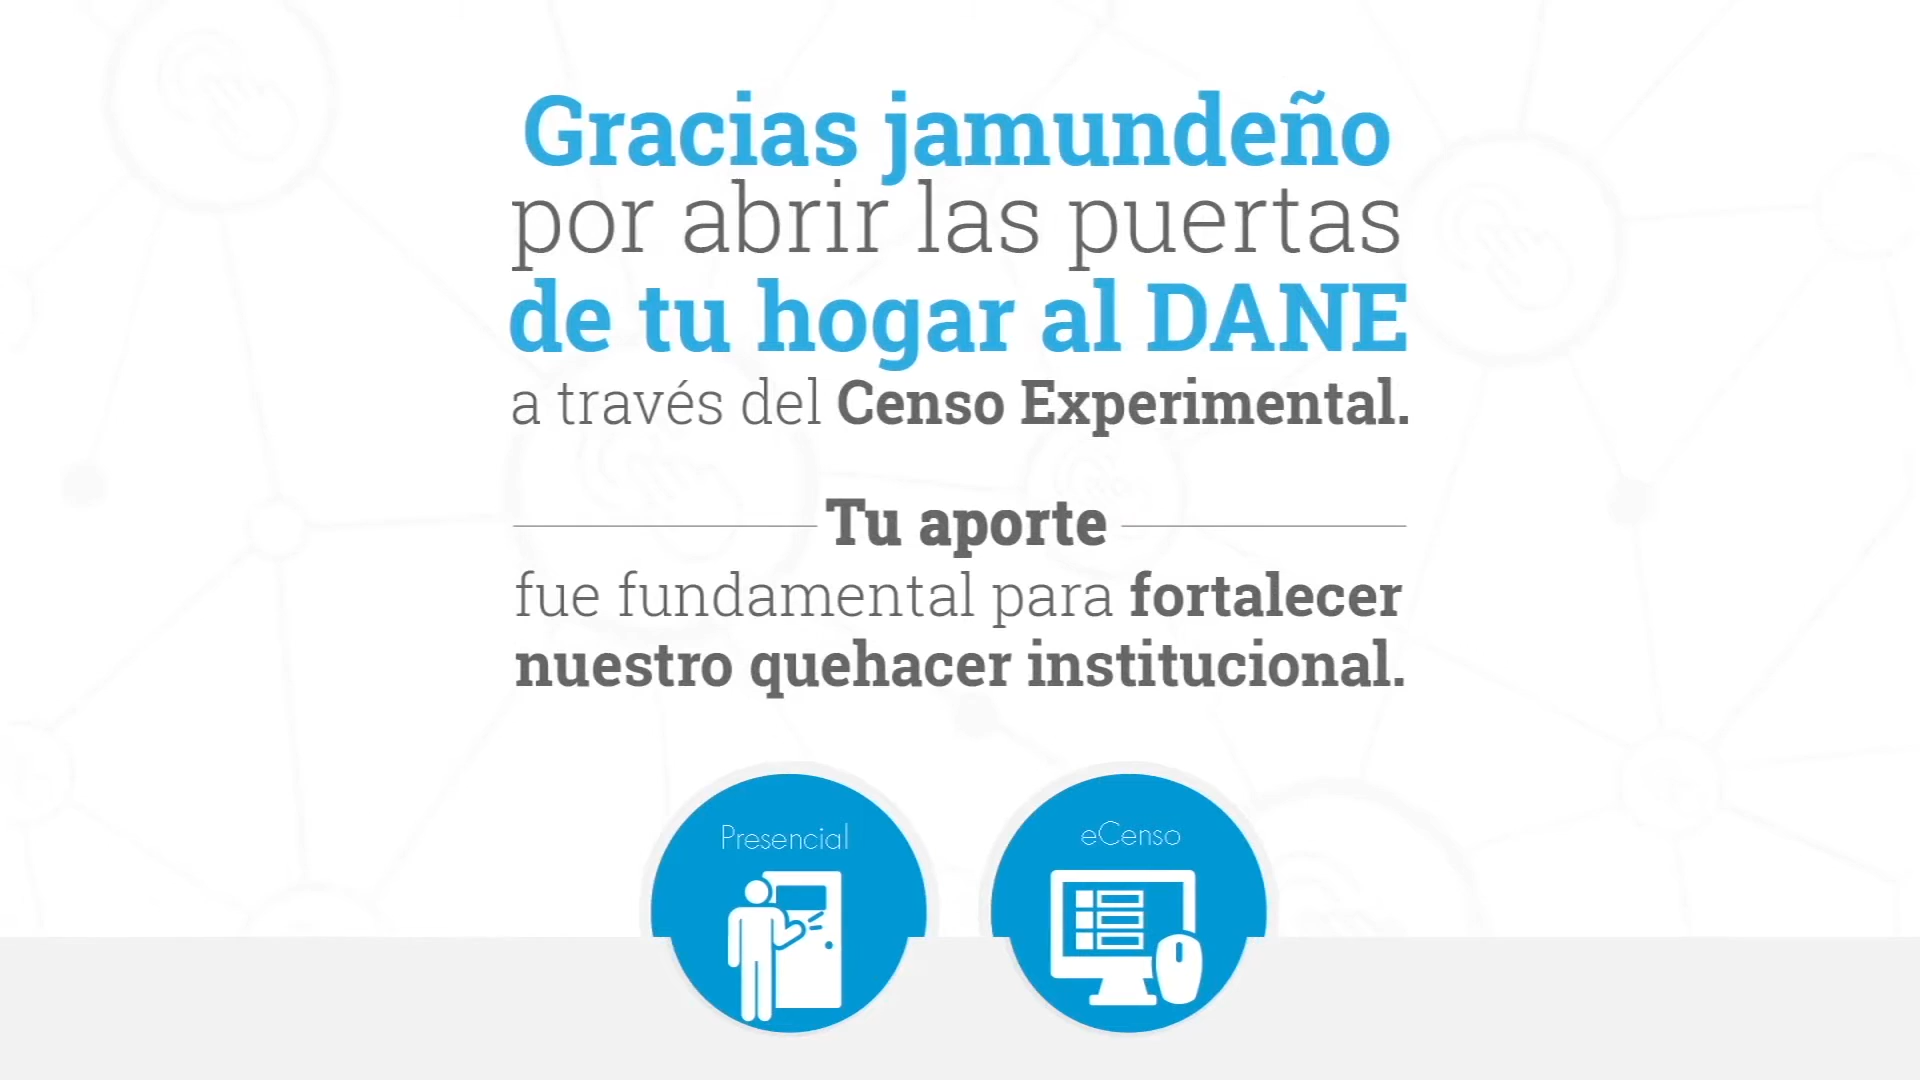 Gracias jamundeño
por abrir las puertas
de tu hogar al DANE
a través del Censo Experimental.
Tu aporte
fue fundamental para fortalecer
nuestro quehacer institucional.
Presencial
eCenso